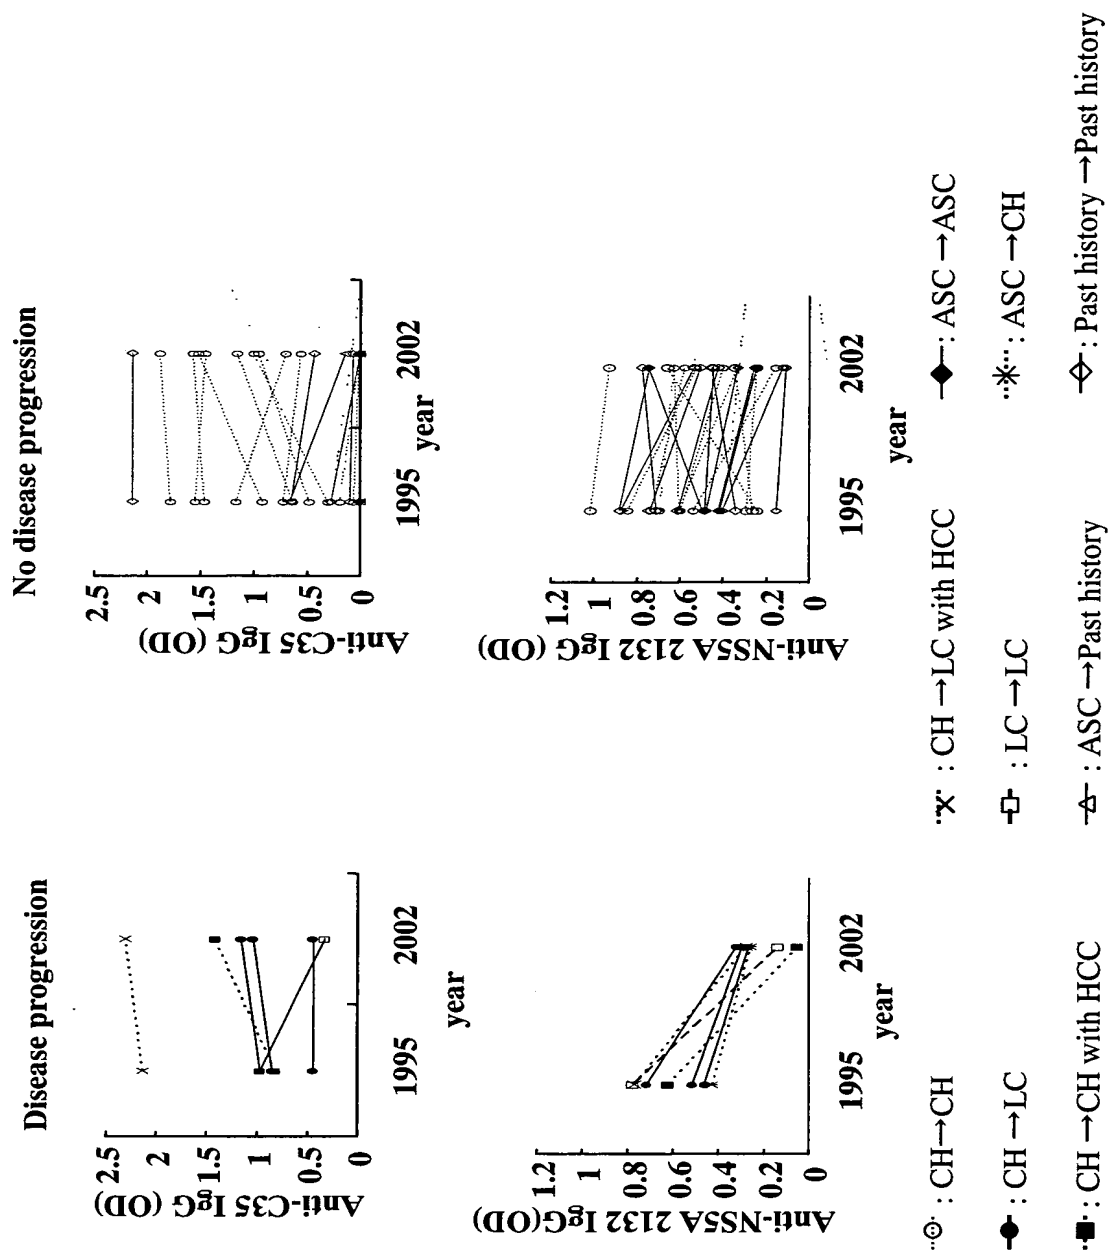 Disease progression
No disease progression
Anti-C35 IgG (OD)
2.5
2
1.5
1
0.5
0
1995
2002
year
Anti-C35 IgG (OD)
2.5
2
1.5
1
0.5
0
1995
2002
year
Anti-NS5A 2132 IgG(OD)
1.2
1
0.8
0.6
0.4
0.2
0
1995
2002
year
Anti-NS5A 2132 IgG (OD)
1.2
1
0.8
0.6
0.4
0.2
0
1995
2002
year
: CH→CH
: CH →LC with HCC
: ASC →ASC
: CH →LC
: LC →LC
: ASC →CH
: CH →CH with HCC
: ASC →Past history
: Past history →Past history